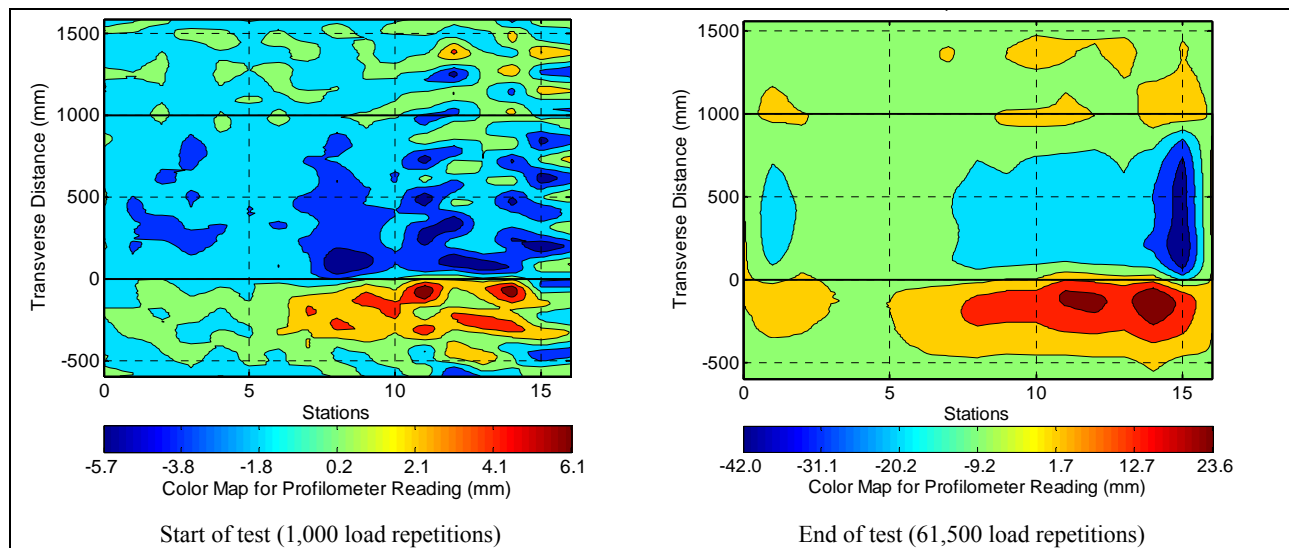 1500
1000
500
0
-500
Transverse Distance (mm)
0 5 10 15
Stations
-5.7 -3.8 -1.8 0.2 2.1 4.1 6.1
Color Map for Profilometer Reading (mm)
Start of test (1,000 load repetitions)
1500
1000
500
0
-500
Transverse Distance (mm)
0 5 10 15
Stations
-42.0 -31.1 -20.2 -9.2 1.7 12.7 23.6
Color Map for Profilometer Reading (mm)
End of test (61,500 load repetitions)